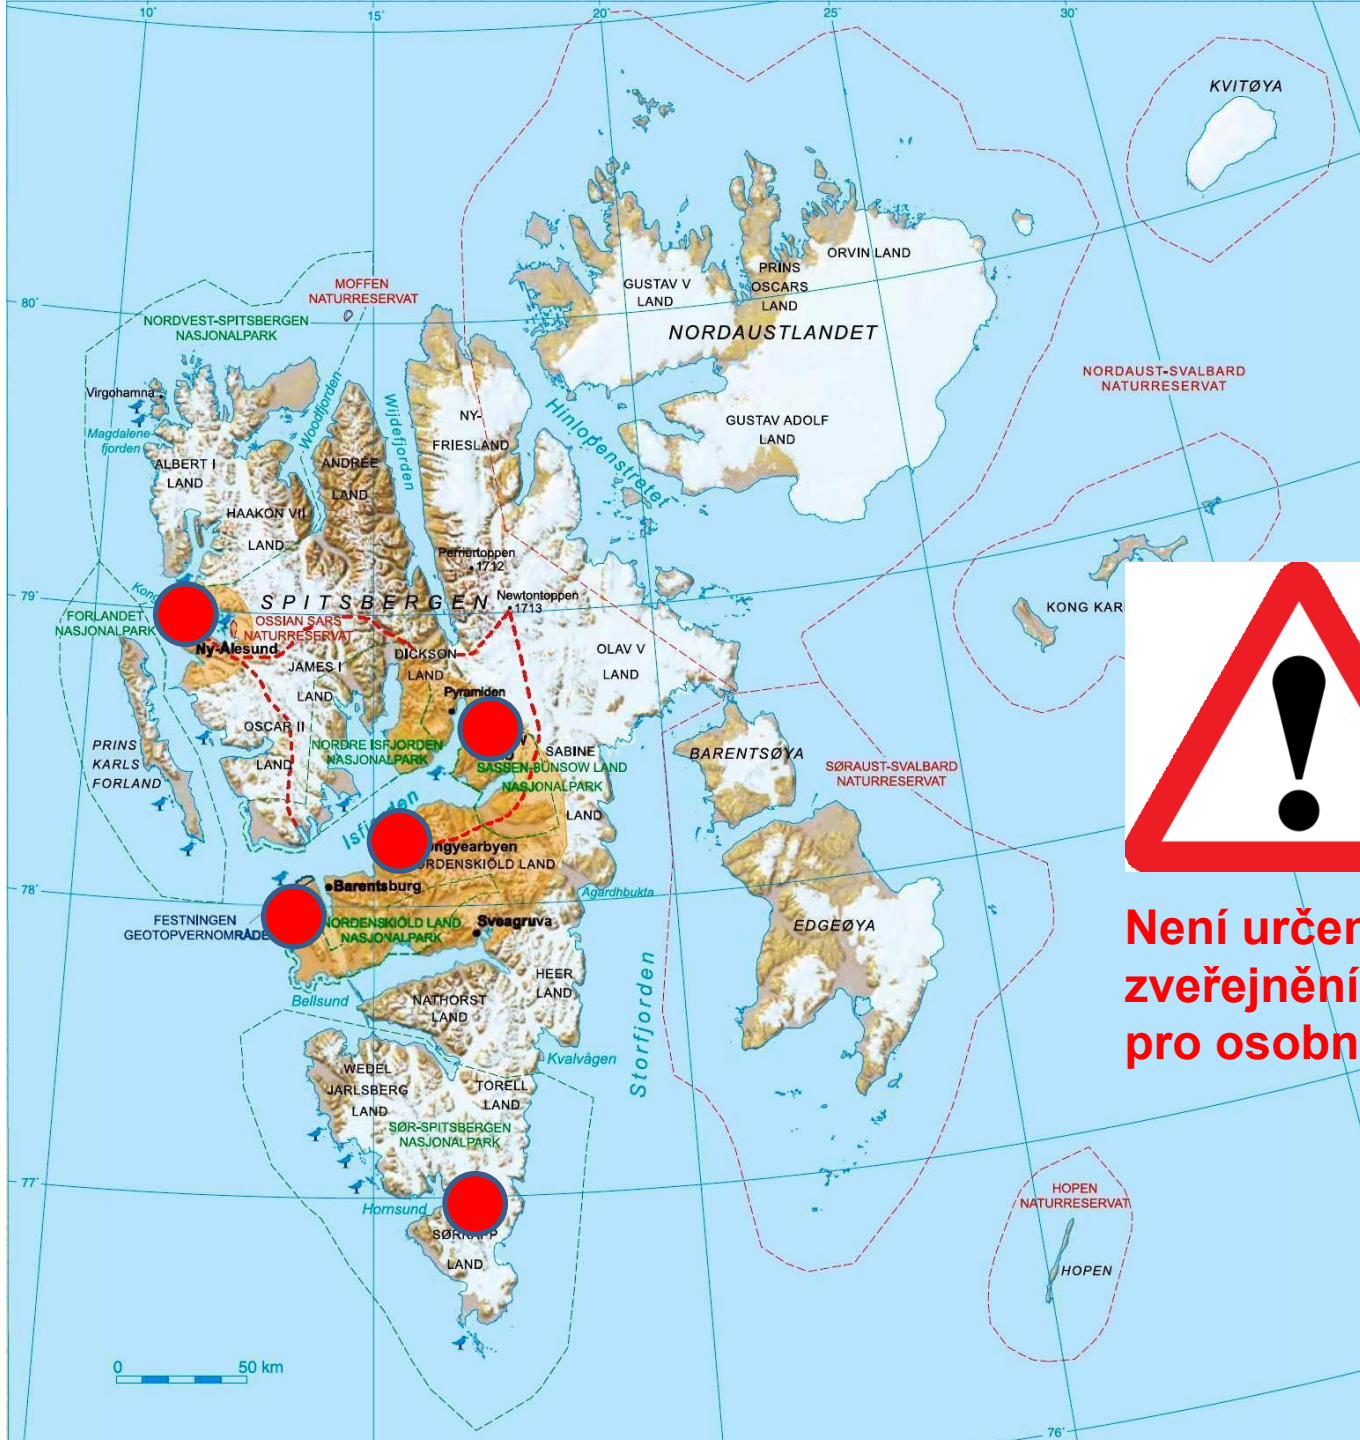 10°
15°
20°
25°
30°
KVITØYA
ORVIN LAND
PRINS
OSCARS
LAND
GUSTAV V
LAND
MOFFEN
NATURRESERVAT
80°
NORDVEST-SPITSBERGEN
NASJONALPARK
NORDAUSTLANDET
NORDAUST-SVALBARD
NATURRESERVAT
Virgohamna
Woodfjorden
Wijdefjorden
Hinlopenstretet
NY-
FRIESLAND
GUSTAV ADOLF
LAND
Magdalene-
fjorden
ALBERT I
LAND
ANDRÉE
LAND
HAAKON VII
LAND
Perriertoppen
1712
79°
Kong
SPITSBERGEN
Newtontoppen
1713
KONG KAR
FORLANDET
NASJONALPARK
OSSIAN SARS
NATURRESERVAT
Ny-Ålesund
JAMES I
LAND
DICKSON
LAND
OLAV V
LAND
Pyramiden
OSCAR II
LAND
PRINS
KARLS
FORLAND
NORDRE ISFJORDEN
NASJONALPARK
W
SABINE
LAND
SASSEN-BÜNSOW LAND
NASJONALPARK
BARENTSØYA
SØRAUST-SVALBARD
NATURRESERVAT
ngyearbyen
ORDENSKIÖLD LAND
78°
Barentsburg
Agardhbukta
FESTNINGEN
GEOTOPVERNOMRÅDE
NORDENSKIÖLD LAND
NASJONALPARK
Sveagruva
EDGEØYA
Není určen
zveřejnění
pro osobn
HEER
LAND
Bellsund
NATHORST
LAND
Storfjorden
Kvalvågen
WEDEL
JARLSBERG
LAND
TORELL
LAND
SØR-SPITSBERGEN
NASJONALPARK
77°
Hornsund
HOPEN
NATURRESERVAT
LAND
HOPEN
0
50 km
76°